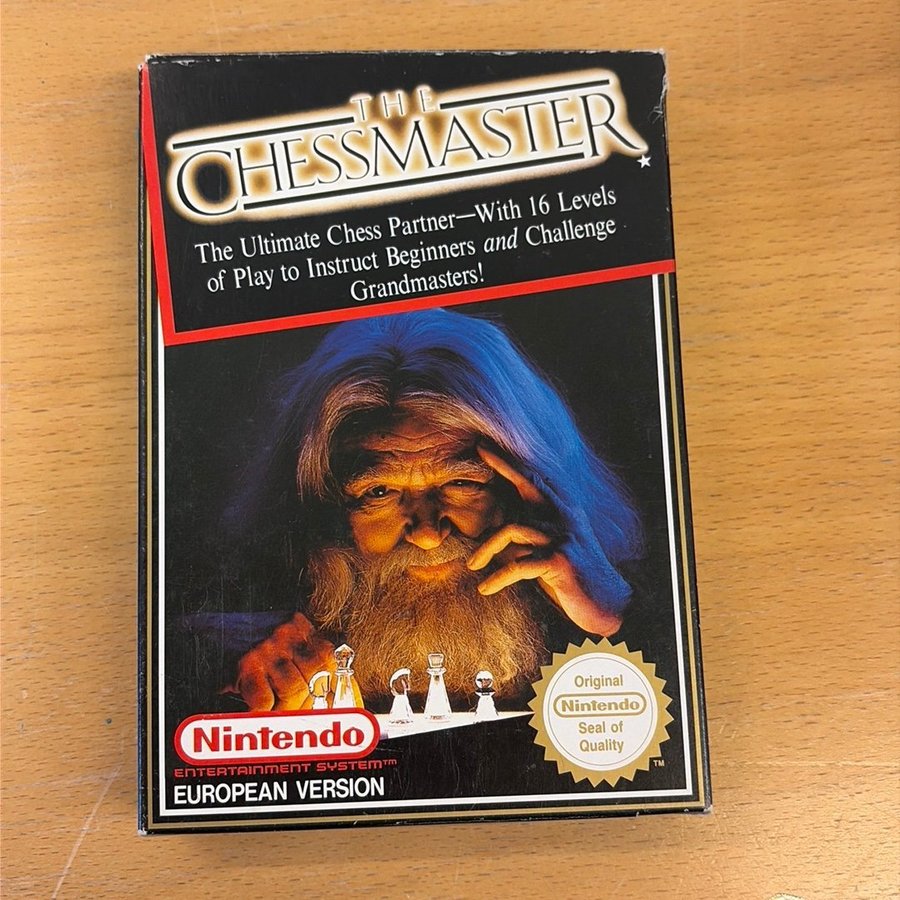 THE
CHESSMASTER
The Ultimate Chess Partner—With 16 Levels
of Play to Instruct Beginners and Challenge
Grandmasters!
Nintendo
ENTERTAINMENT SYSTEM™
EUROPEAN VERSION
Original
Nintendo
Seal of
Quality
TM